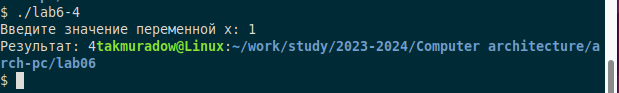 $ ./lab6-4
Введите значение переменной x: 1
Результат: 4takmuradow@Linux:~/work/study/2023-2024/Computer architecture/a
rch-pc/lab06
$